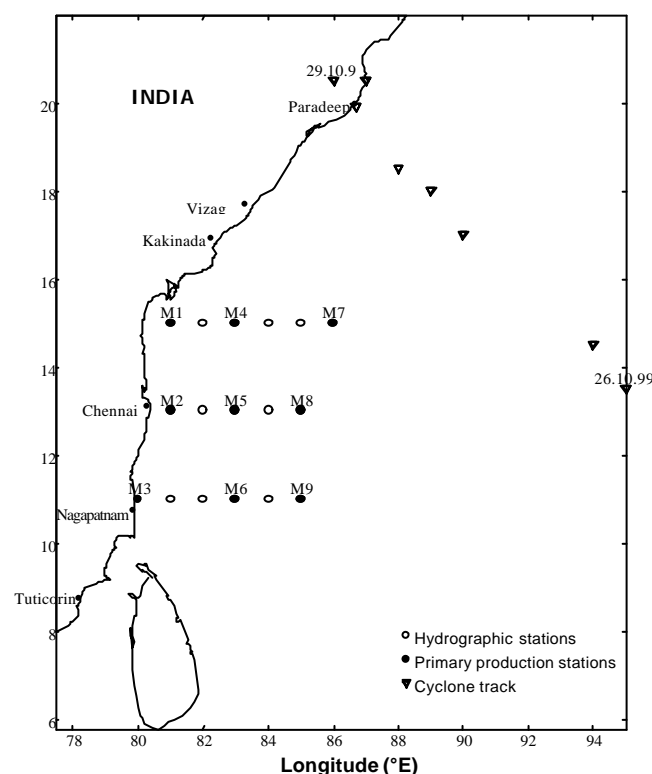 29.10.9
INDIA
20
Paradeep
18
Vizag
Kakinada
16
M1 M4 M7
14
26.10.99
Chennai
M2 M5 M8
12
M3 M6 M9
Nagapatnam
10
Tuticorin
8
Hydrographic stations
Primary production stations
Cyclone track
6
78 80 82 84 85 88 90 92 94
Longitude (°E)